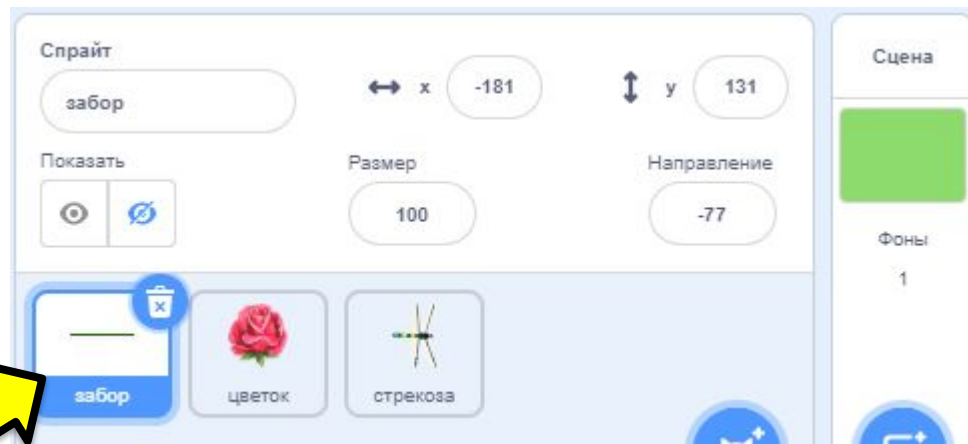 Спрайт
забор
x -181
y 131
Показать
Размер
100
Направление
-77
забор
цветок
стрекоза
Сцена
Фоны
1